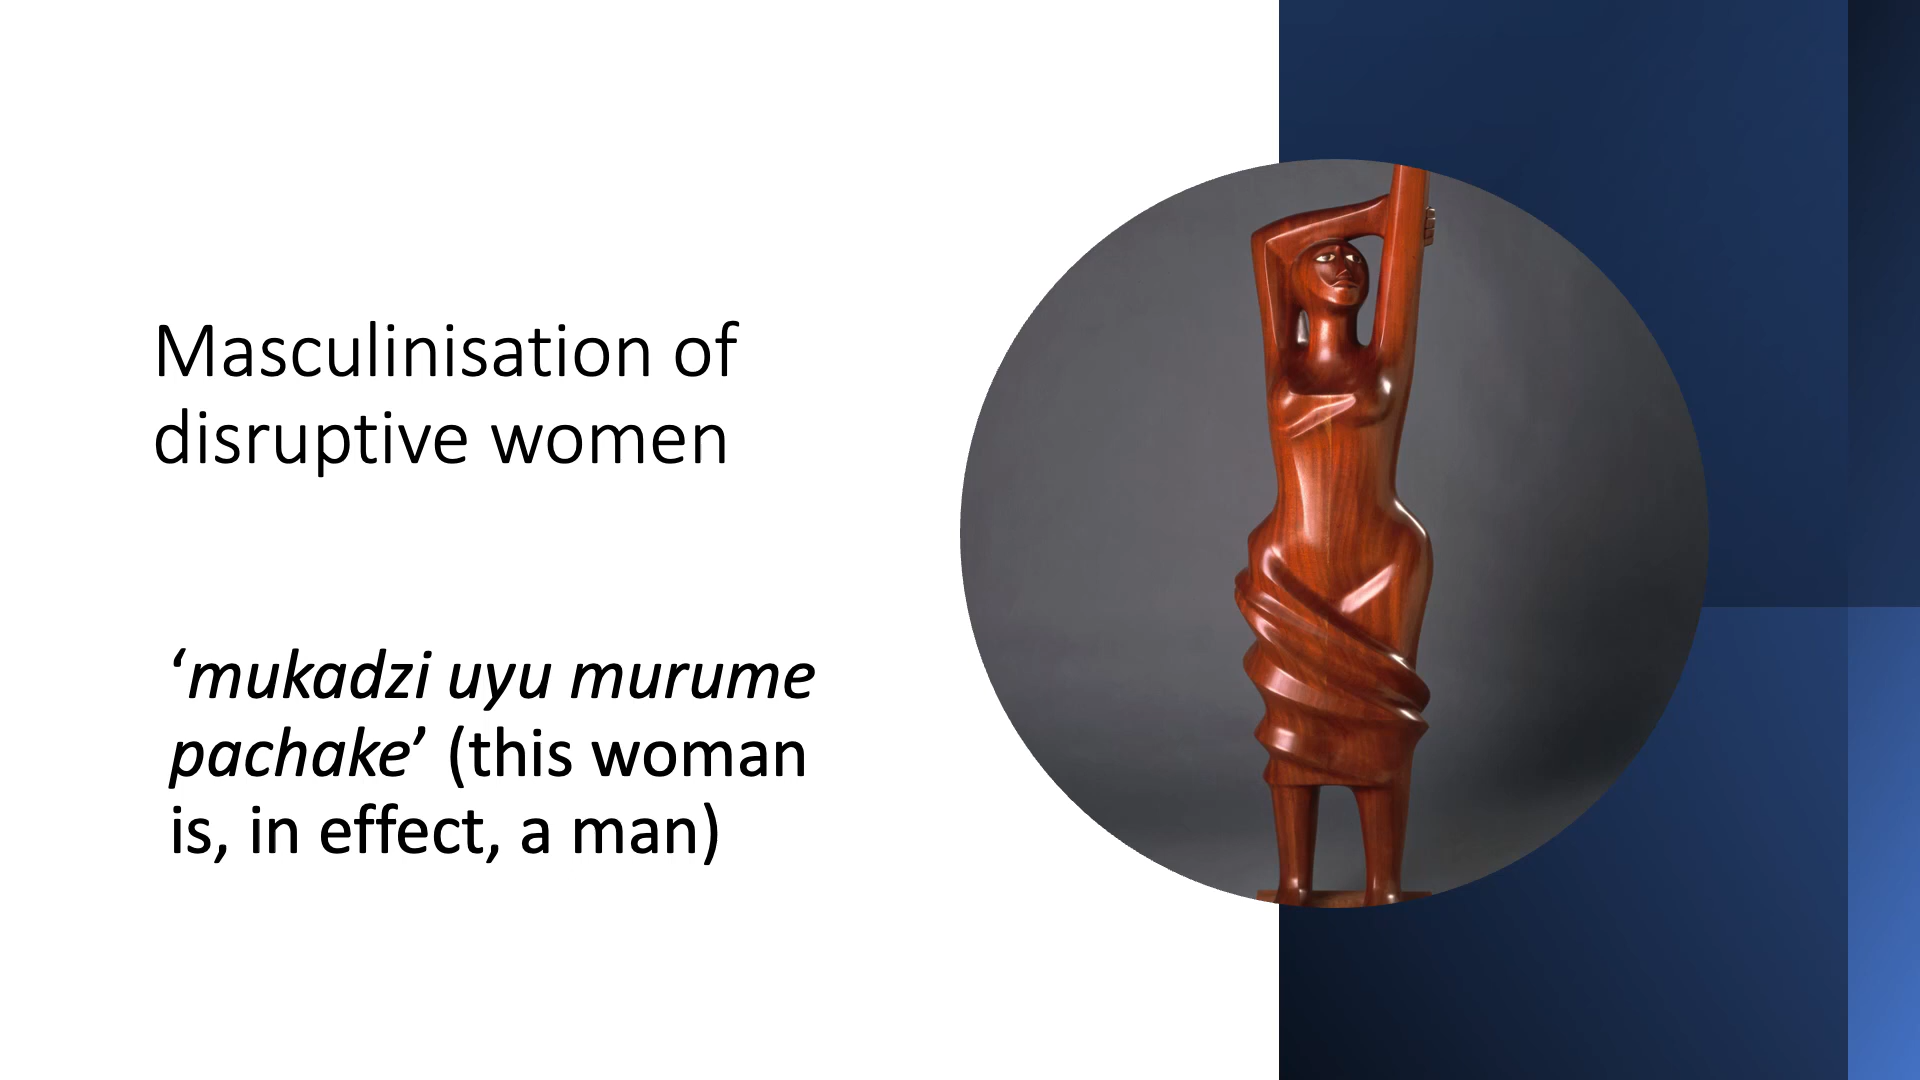 Masculinisation of
disruptive women
‘mukadzi uyu murume
pachake’ (this woman
is, in effect, a man)